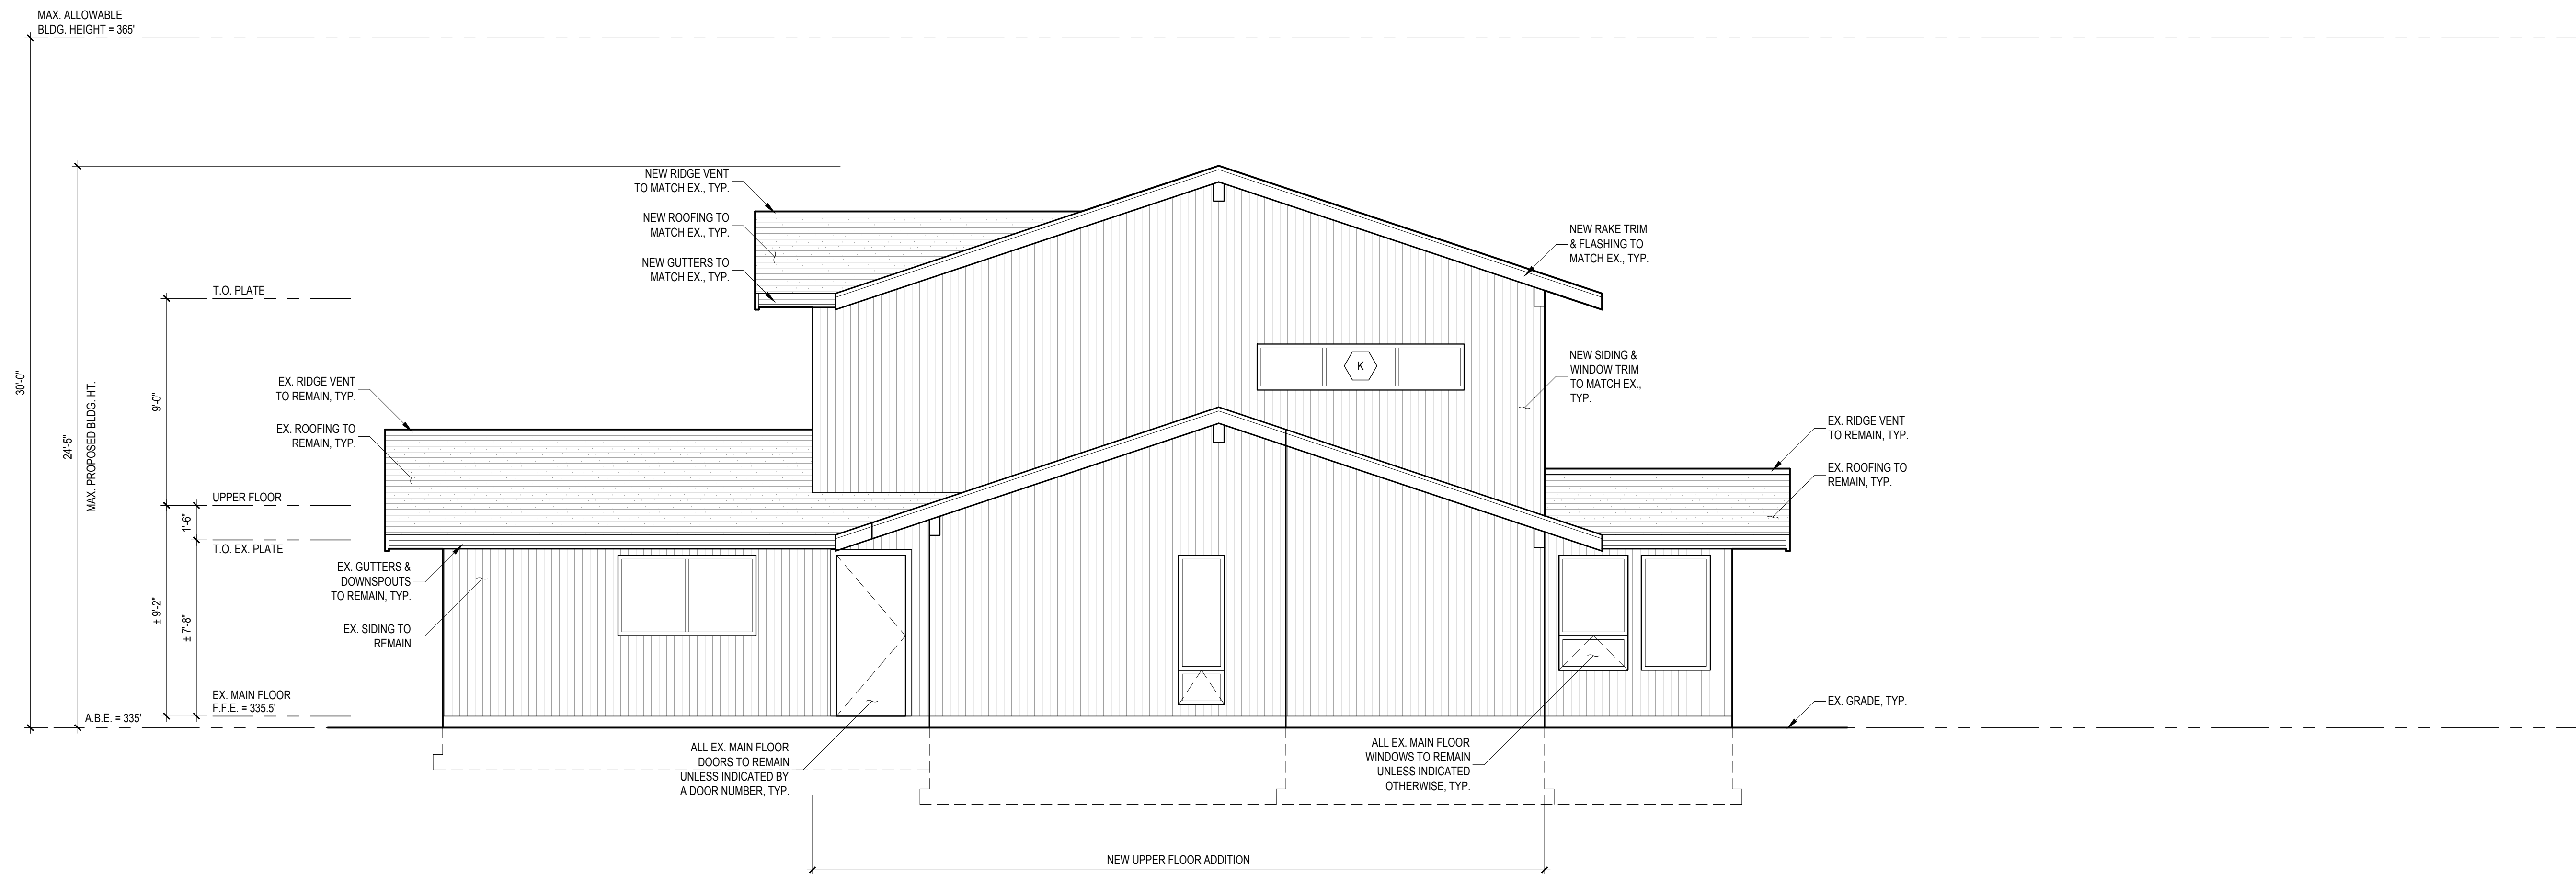 MAX. ALLOWABLE
BLDG. HEIGHT = 365'
NEW RIDGE VENT
TO MATCH EX., TYP.
NEW ROOFING TO
MATCH EX., TYP.
NEW GUTTERS TO
MATCH EX., TYP.
NEW RAKE TRIM
& FLASHING TO
MATCH EX., TYP.
T.O. PLATE
30'-0"
24'-5"
MAX. PROPOSED BLDG. HT.
9'-0"
EX. RIDGE VENT
TO REMAIN, TYP.
EX. ROOFING TO
REMAIN, TYP.
K
NEW SIDING &
WINDOW TRIM
TO MATCH EX.,
TYP.
EX. RIDGE VENT
TO REMAIN, TYP.
EX. ROOFING TO
REMAIN, TYP.
UPPER FLOOR
1'-6"
T.O. EX. PLATE
± 9'-2"
± 7'-8"
EX. GUTTERS &
DOWNSPOUTS
TO REMAIN, TYP.
EX. SIDING TO
REMAIN
EX. MAIN FLOOR
F.F.E. = 335.5'
A.B.E. = 335'
EX. GRADE, TYP.
ALL EX. MAIN FLOOR
DOORS TO REMAIN
UNLESS INDICATED BY
A DOOR NUMBER, TYP.
ALL EX. MAIN FLOOR
WINDOWS TO REMAIN
UNLESS INDICATED
OTHERWISE, TYP.
NEW UPPER FLOOR ADDITION